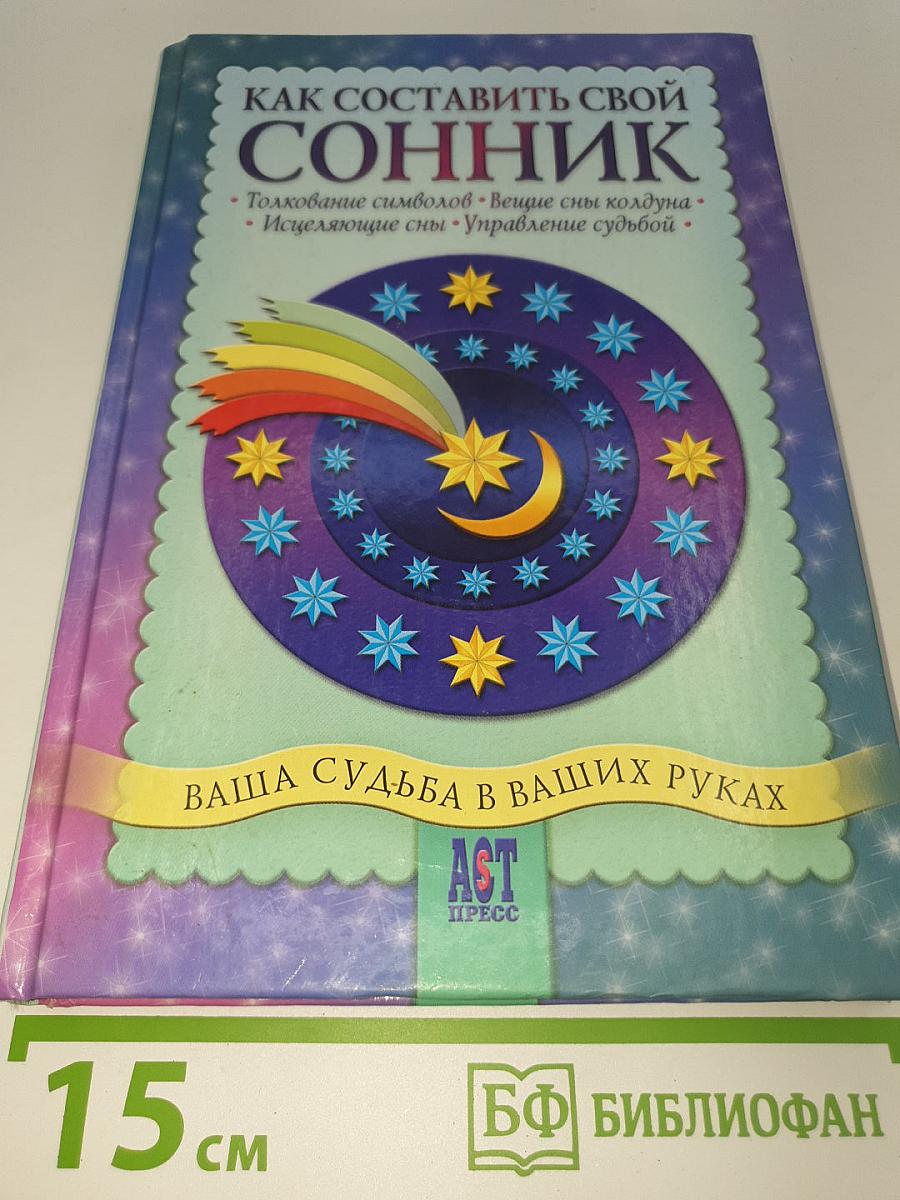 КАК СОСТАВИТЬ СВОЙ
СОННИК
• Толкование символов • Вещие сны колдуна •
• Исцеляющие сны • Управление судьбой •
ВАША СУДЬБА В ВАШИХ РУКАХ
АСТ
ПРЕСС
15 см
БФ БИБЛИОФАН